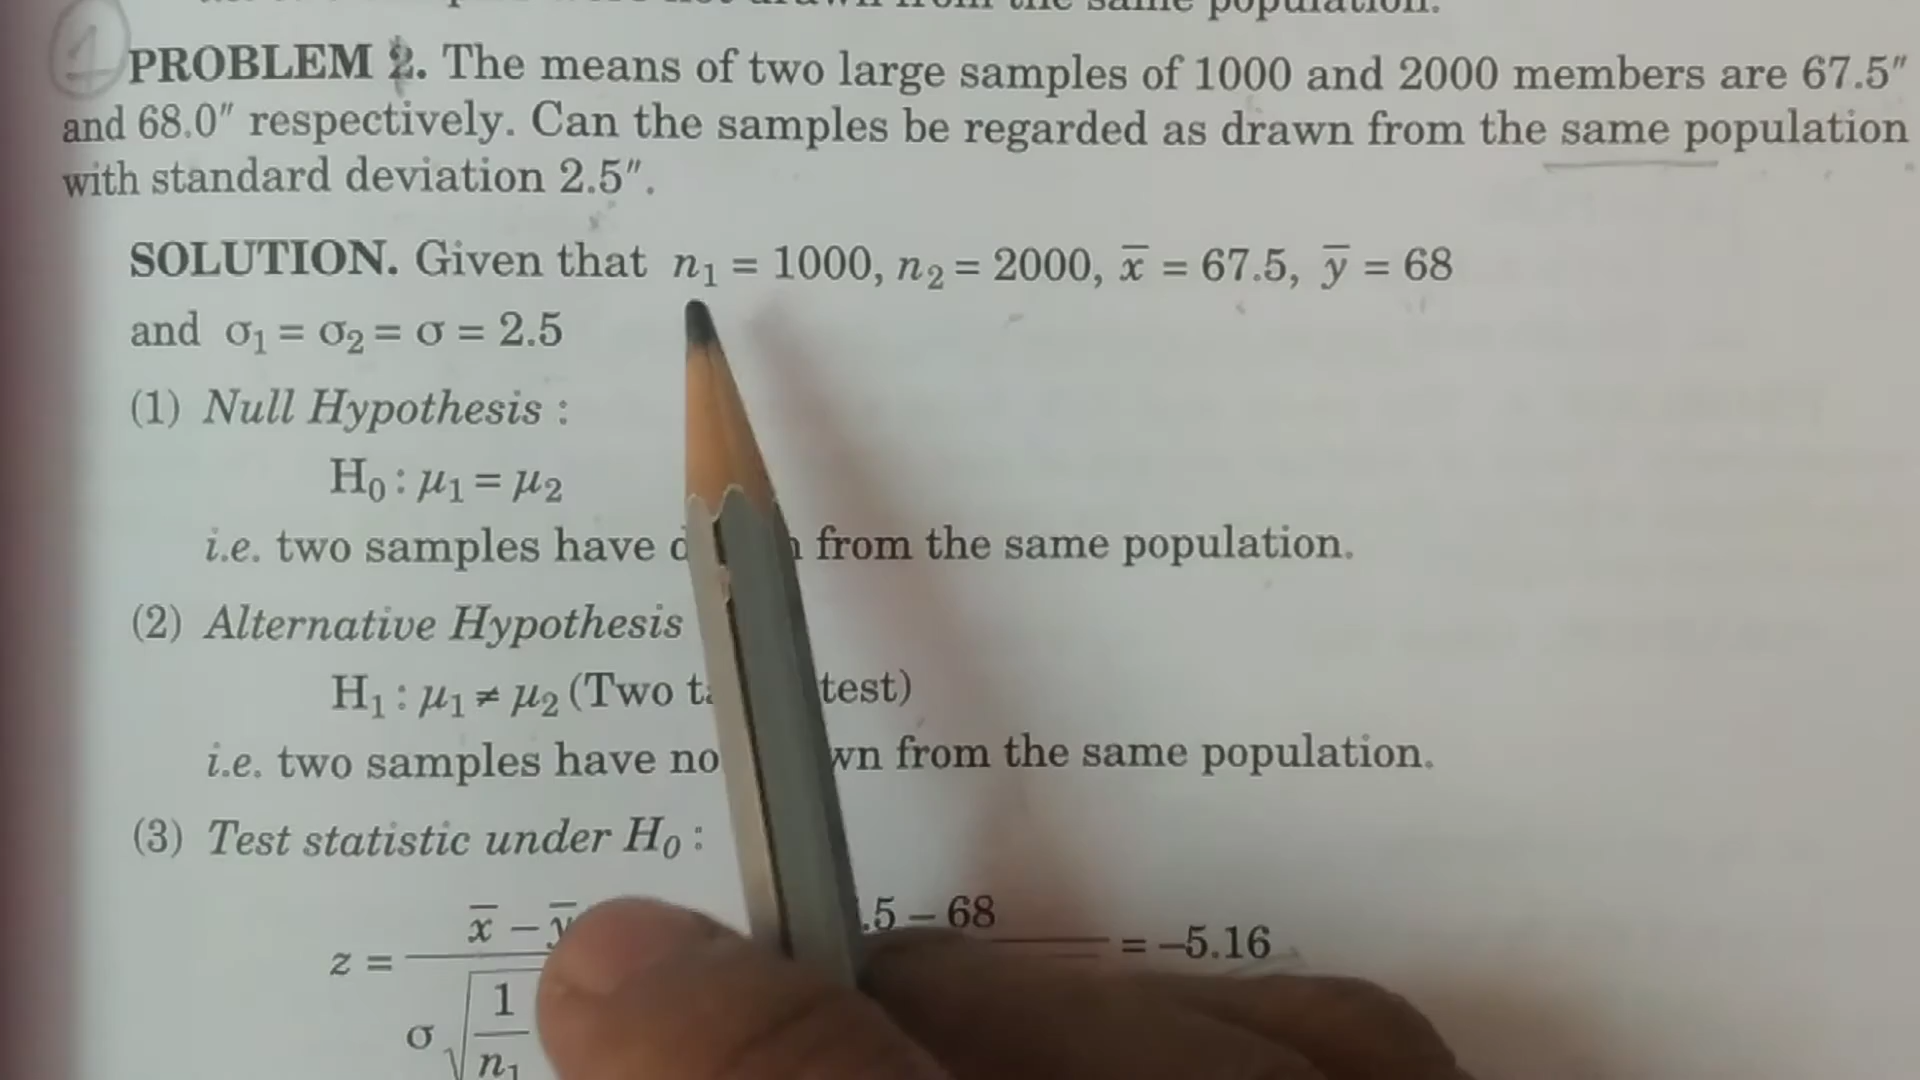 the same population.
1
PROBLEM 2. The means of two large samples of 1000 and 2000 members are 67.5″
and 68.0″ respectively. Can the samples be regarded as drawn from the same population
with standard deviation 2.5″.
SOLUTION. Given that n₁ = 1000, n₂ = 2000, x̅ = 67.5, y̅ = 68
and σ₁ = σ₂ = σ = 2.5
(1) Null Hypothesis :
H₀ : μ₁ = μ₂
i.e. two samples have from the same population.
(2) Alternative Hypothesis
H₁ : μ₁ ≠ μ₂ (Two test)
i.e. two samples have from the same population.
(3) Test statistic under H₀ :
x̅ – y̅ .5 – 68
z = = –5.16
σ √ 1
n₁